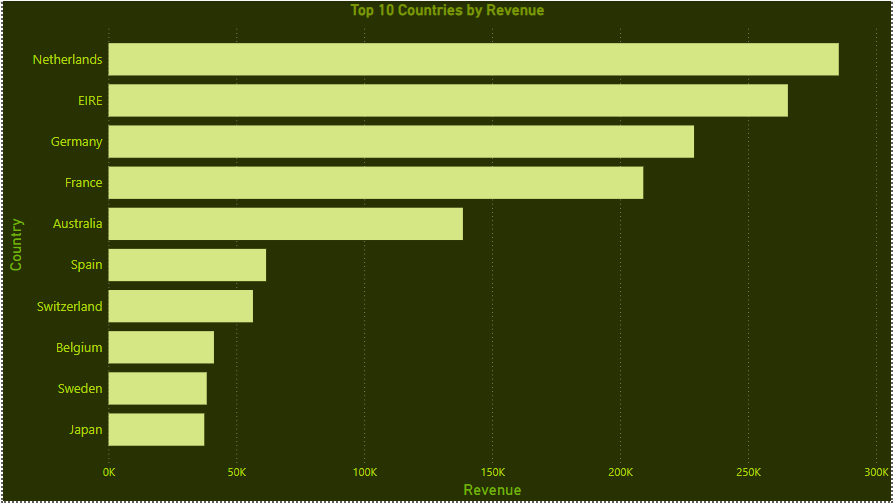 Top 10 Countries by Revenue
Country
Netherlands
EIRE
Germany
France
Australia
Spain
Switzerland
Belgium
Sweden
Japan
0K 50K 100K 150K 200K 250K 300K
Revenue